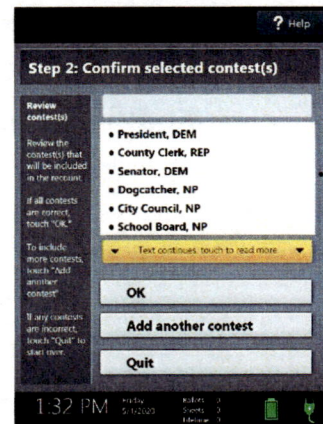 ? Help
Step 2: Confirm selected contest(s)
Review
contest(s)
Review the
contest(s) that
will be included
in the recount.
If all contests
are correct,
touch "OK."
To include
more contests,
touch "Add
another
contest"
If any contests
are incorrect,
touch "Quit" to
start over.
• President, DEM
• County Clerk, REP
• Senator, DEM
• Dogcatcher, NP
• City Council, NP
• School Board, NP
Text continues, touch to read more
OK
Add another contest
Quit
1:32 PM
Friday
5/1/2020
Ballots 0
Sheets 0
Lifetime 0